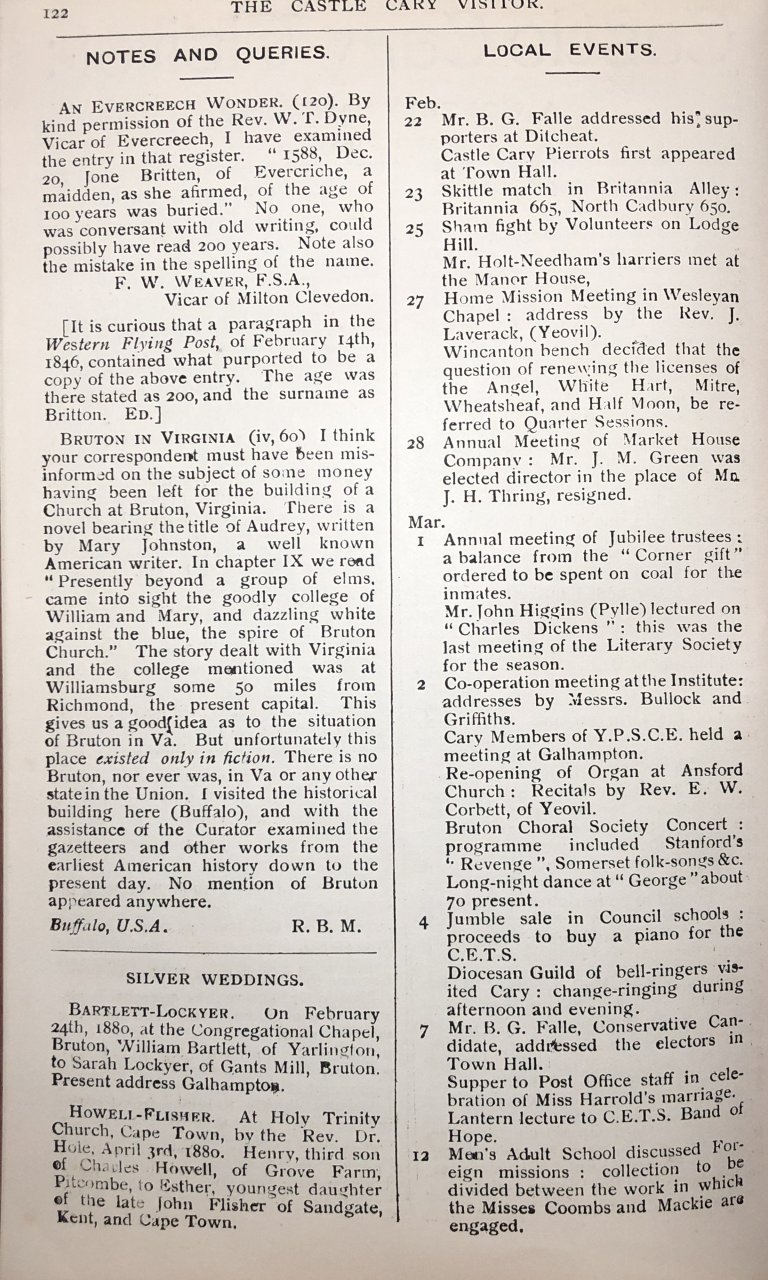 122
THE CASTLE CARY VISITOR.
NOTES AND QUERIES.
AN EVERCREECH WONDER. (120). By
kind permission of the Rev. W. T. Dyne,
Vicar of Evercreech, I have examined
the entry in that register. " 1588, Dec.
20, Jone Britten, of Evercriche, a
maidden, as she afirmed, of the age of
100 years was buried." No one, who
was conversant with old writing, could
possibly have read 200 years. Note also
the mistake in the spelling of the name.
F. W. WEAVER, F.S.A.,
Vicar of Milton Clevedon.
[It is curious that a paragraph in the
Western Flying Post, of February 14th,
1846, contained what purported to be a
copy of the above entry. The age was
there stated as 200, and the surname as
Britton. ED.]
BRUTON IN VIRGINIA (iv, 60) I think
your correspondent must have been mis-
informed on the subject of some money
having been left for the building of a
Church at Bruton, Virginia. There is a
novel bearing the title of Audrey, written
by Mary Johnston, a well known
American writer. In chapter IX we read
" Presently beyond a group of elms,
came into sight the goodly college of
William and Mary, and dazzling white
against the blue, the spire of Bruton
Church." The story dealt with Virginia
and the college mentioned was at
Williamsburg some 50 miles from
Richmond, the present capital. This
gives us a good idea as to the situation
of Bruton in Va. But unfortunately this
place existed only in fiction. There is no
Bruton, nor ever was, in Va or any other
state in the Union. I visited the historical
building here (Buffalo), and with the
assistance of the Curator examined the
gazetteers and other works from the
earliest American history down to the
present day. No mention of Bruton
appeared anywhere.
Buffalo, U.S.A. R. B. M.
SILVER WEDDINGS.
BARTLETT-LOCKYER. On February
24th, 1880, at the Congregational Chapel,
Bruton, William Bartlett, of Yarlington,
to Sarah Lockyer, of Gants Mill, Bruton.
Present address Galhampton.
HOWELL-FLISHER. At Holy Trinity
Church, Cape Town, by the Rev. Dr.
Hole, April 3rd, 1880. Henry, third son
of Charles Howell, of Grove Farm,
Pitcombe, to Esther, youngest daughter
of the late John Flisher of Sandgate,
Kent, and Cape Town.
LOCAL EVENTS.
Feb.
22 Mr. B. G. Falle addressed his sup-
porters at Ditcheat.
Castle Cary Pierrots first appeared
at Town Hall.
23 Skittle match in Britannia Alley :
Britannia 665, North Cadbury 650.
25 Sham fight by Volunteers on Lodge
Hill.
Mr. Holt-Needham's harriers met at
the Manor House,
27 Home Mission Meeting in Wesleyan
Chapel : address by the Rev. J.
Laverack, (Yeovil).
Wincanton bench decided that the
question of renewing the licenses of
the Angel, White Hart, Mitre,
Wheatsheaf, and Half Moon, be re-
ferred to Quarter Sessions.
28 Annual Meeting of Market House
Company : Mr. J. M. Green was
elected director in the place of Mr.
J. H. Thring, resigned.
Mar.
1 Annual meeting of Jubilee trustees :
a balance from the " Corner gift"
ordered to be spent on coal for the
inmates.
Mr. John Higgins (Pylle) lectured on
" Charles Dickens " : this was the
last meeting of the Literary Society
for the season.
2 Co-operation meeting at the Institute:
addresses by Messrs. Bullock and
Griffiths.
Cary Members of Y.P.S.C.E. held a
meeting at Galhampton.
Re-opening of Organ at Ansford
Church : Recitals by Rev. E. W.
Corbett, of Yeovil.
Bruton Choral Society Concert :
programme included Stanford's
" Revenge ", Somerset folk-songs &c.
Long-night dance at " George " about
70 present.
4 Jumble sale in Council schools :
proceeds to buy a piano for the
C.E.T.S.
Diocesan Guild of bell-ringers vis-
ited Cary : change-ringing during
afternoon and evening.
7 Mr. B. G. Falle, Conservative Can-
didate, addressed the electors in
Town Hall.
Supper to Post Office staff in cele-
bration of Miss Harrold's marriage.
Lantern lecture to C.E.T.S. Band of
Hope.
12 Men's Adult School discussed For-
eign missions : collection to be
divided between the work in which
the Misses Coombs and Mackie are
engaged.